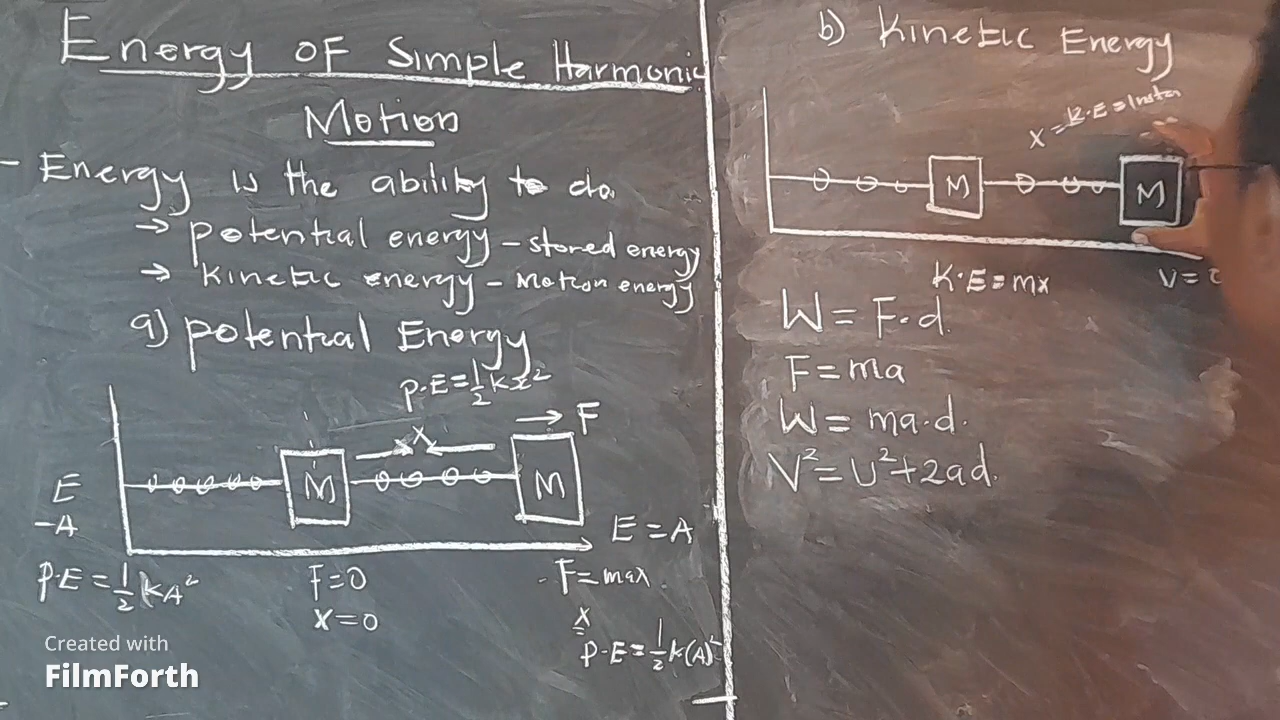 Energy of Simple Harmonic
Motion
- Energy is the ability to do
→ potential energy - stored energy
→ Kinetic energy - Motion energy
a) potential Energy
P.E = 1/2 kx²
→ F
X
M
M
E
-A
E = A
P.E = 1/2 kA²
F = 0
F = max
X = 0
X =
P.E = 1/2 k(A)²
b) Kinetic Energy
K.E = Insta
X =
M
M
K.E = mx
V =
W = F.d
F = ma
W = ma.d.
V² = U² + 2ad.
Created with
FilmForth